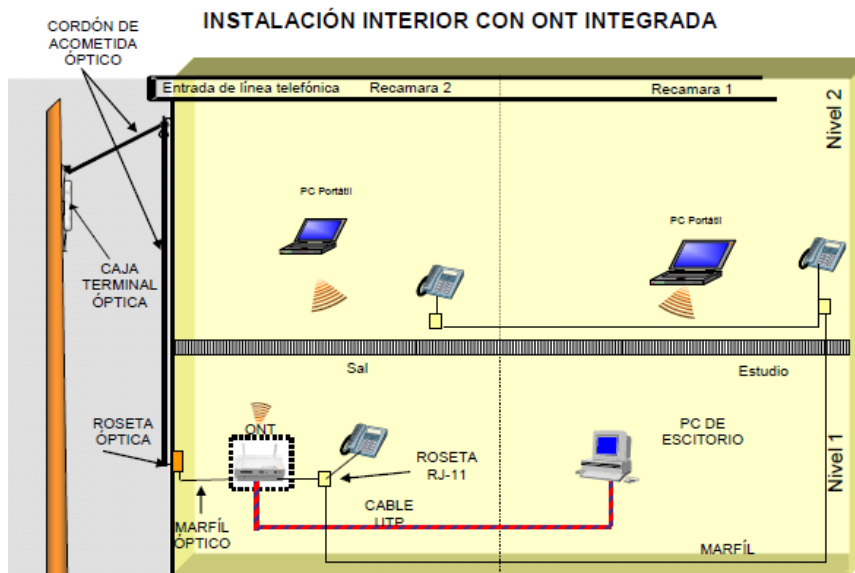 INSTALACIÓN INTERIOR CON ONT INTEGRADA
CORDÓN DE
ACOMETIDA
ÓPTICO
Entrada de línea telefónica
Recamara 2
Recamara 1
Nivel 2
PC Portátil
PC Portátil
CAJA
TERMINAL
ÓPTICA
Sal
Estudio
ROSETA
ÓPTICA
ONT
PC DE
ESCITORIO
ROSETA
RJ-11
Nivel 1
CABLE
UTP
MARFÍL
ÓPTICO
MARFÍL